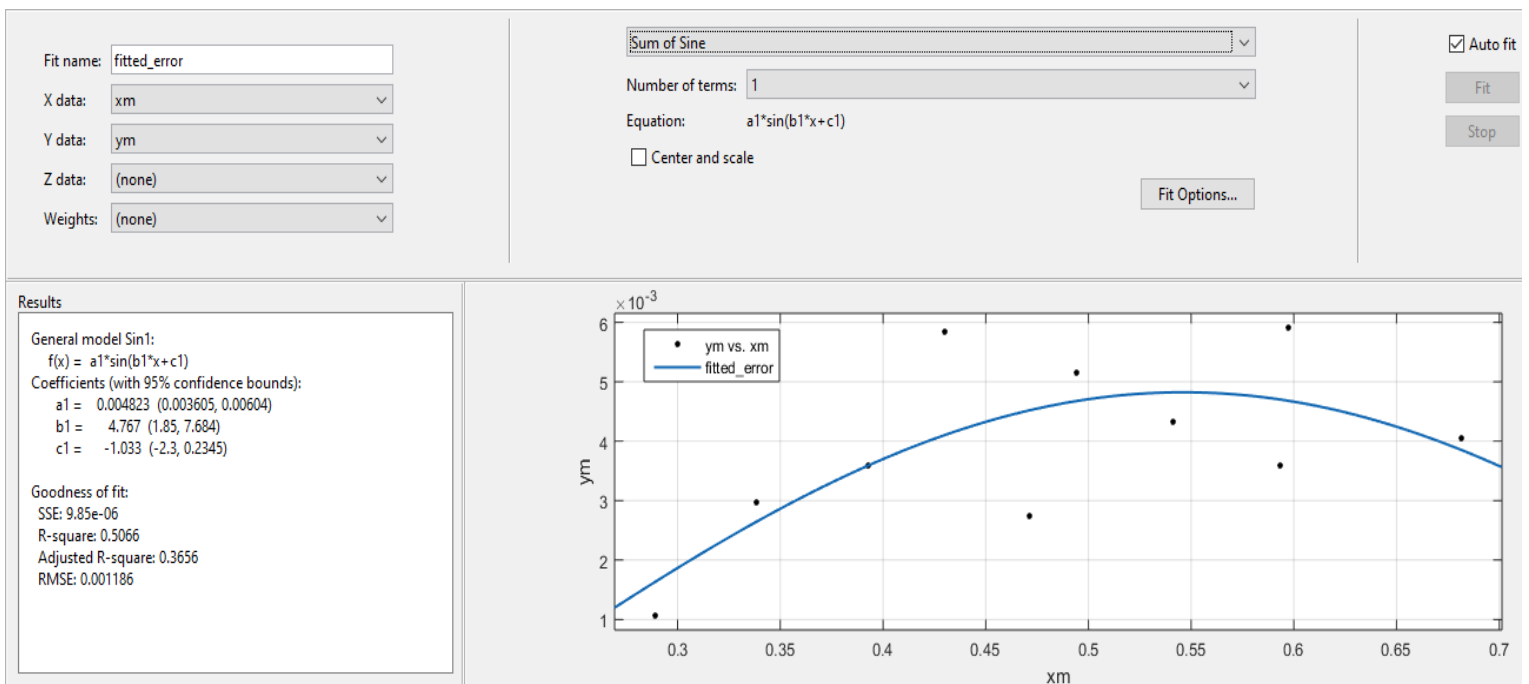 Fit name: fitted_error
X data: xm
Y data: ym
Z data: (none)
Weights: (none)
Sum of Sine
Number of terms: 1
Equation: a1*sin(b1*x+c1)
Center and scale
Fit Options...
Auto fit
Fit
Stop
Results
General model Sin1:
f(x) = a1*sin(b1*x+c1)
Coefficients (with 95% confidence bounds):
a1 = 0.004823 (0.003605, 0.00604)
b1 = 4.767 (1.85, 7.684)
c1 = -1.033 (-2.3, 0.2345)
Goodness of fit:
SSE: 9.85e-06
R-square: 0.5066
Adjusted R-square: 0.3656
RMSE: 0.001186
×10-3
6
5
4
3
2
1
ym
ym vs. xm
fitted_error
0.3 0.35 0.4 0.45 0.5 0.55 0.6 0.65 0.7
xm